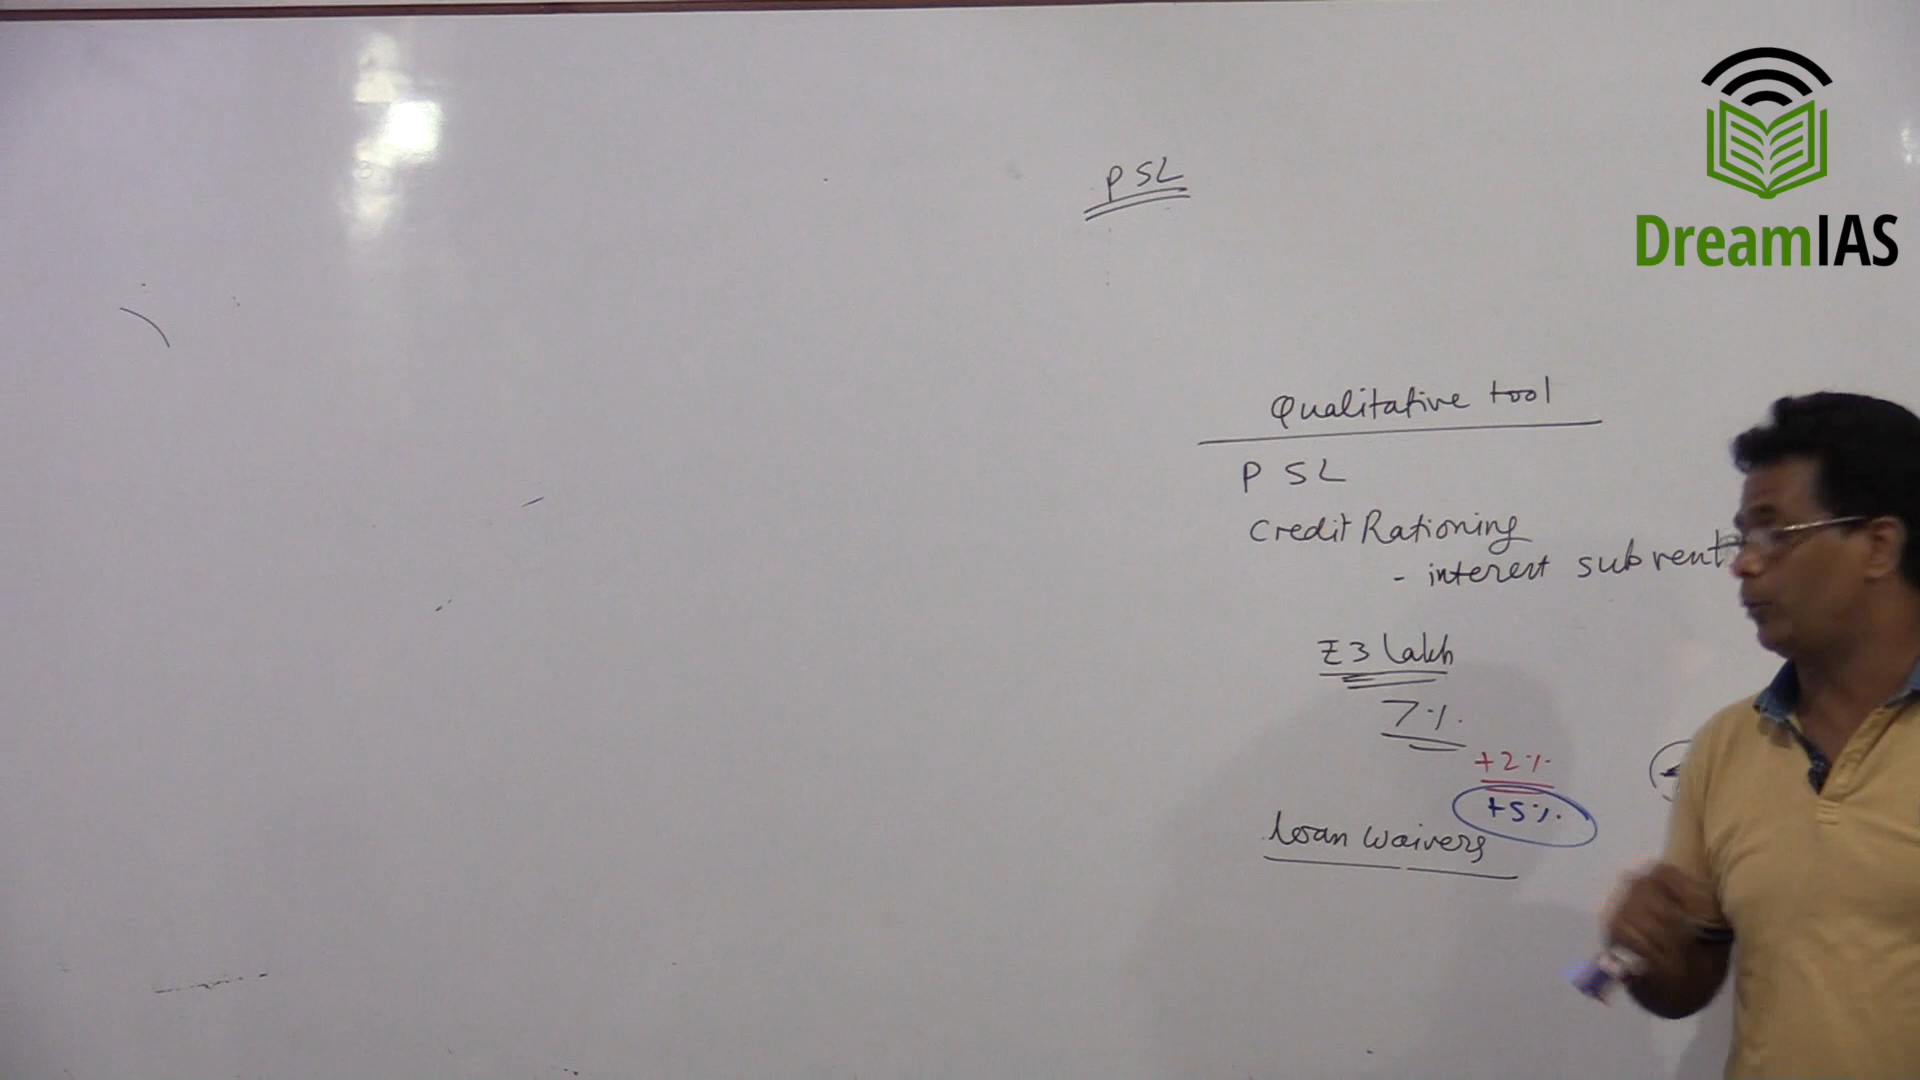 DreamIAS
PSL
Qualitative tool
PSL
Credit Rationing
- interest subvent
₹3 lakh
7%
+2%
+5%
loan waivers